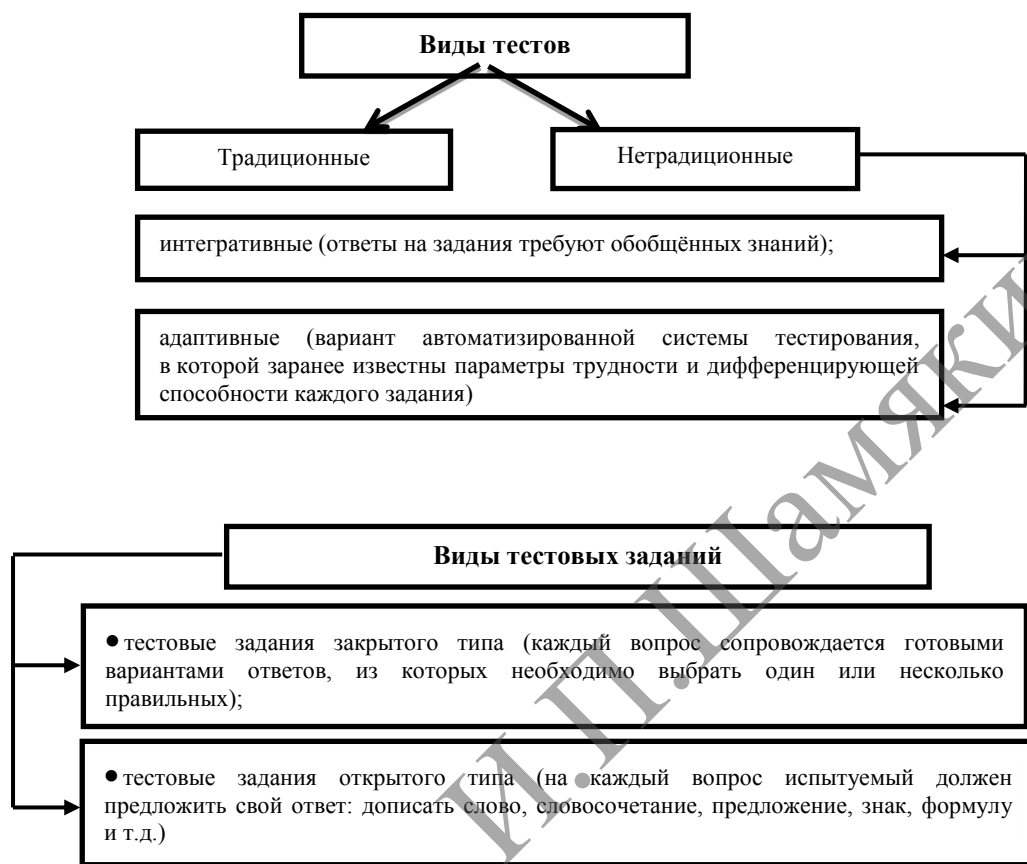 Виды тестов
Традиционные
Нетрадиционные
интегративные (ответы на задания требуют обобщённых знаний);
адаптивные (вариант автоматизированной системы тестирования,
в которой заранее известны параметры трудности и дифференцирующей
способности каждого задания)
Виды тестовых заданий
• тестовые задания закрытого типа (каждый вопрос сопровождается готовыми
вариантами ответов, из которых необходимо выбрать один или несколько
правильных);
• тестовые задания открытого типа (на каждый вопрос испытуемый должен
предложить свой ответ: дописать слово, словосочетание, предложение, знак, формулу
и т.д.)
И.П.Шамяки